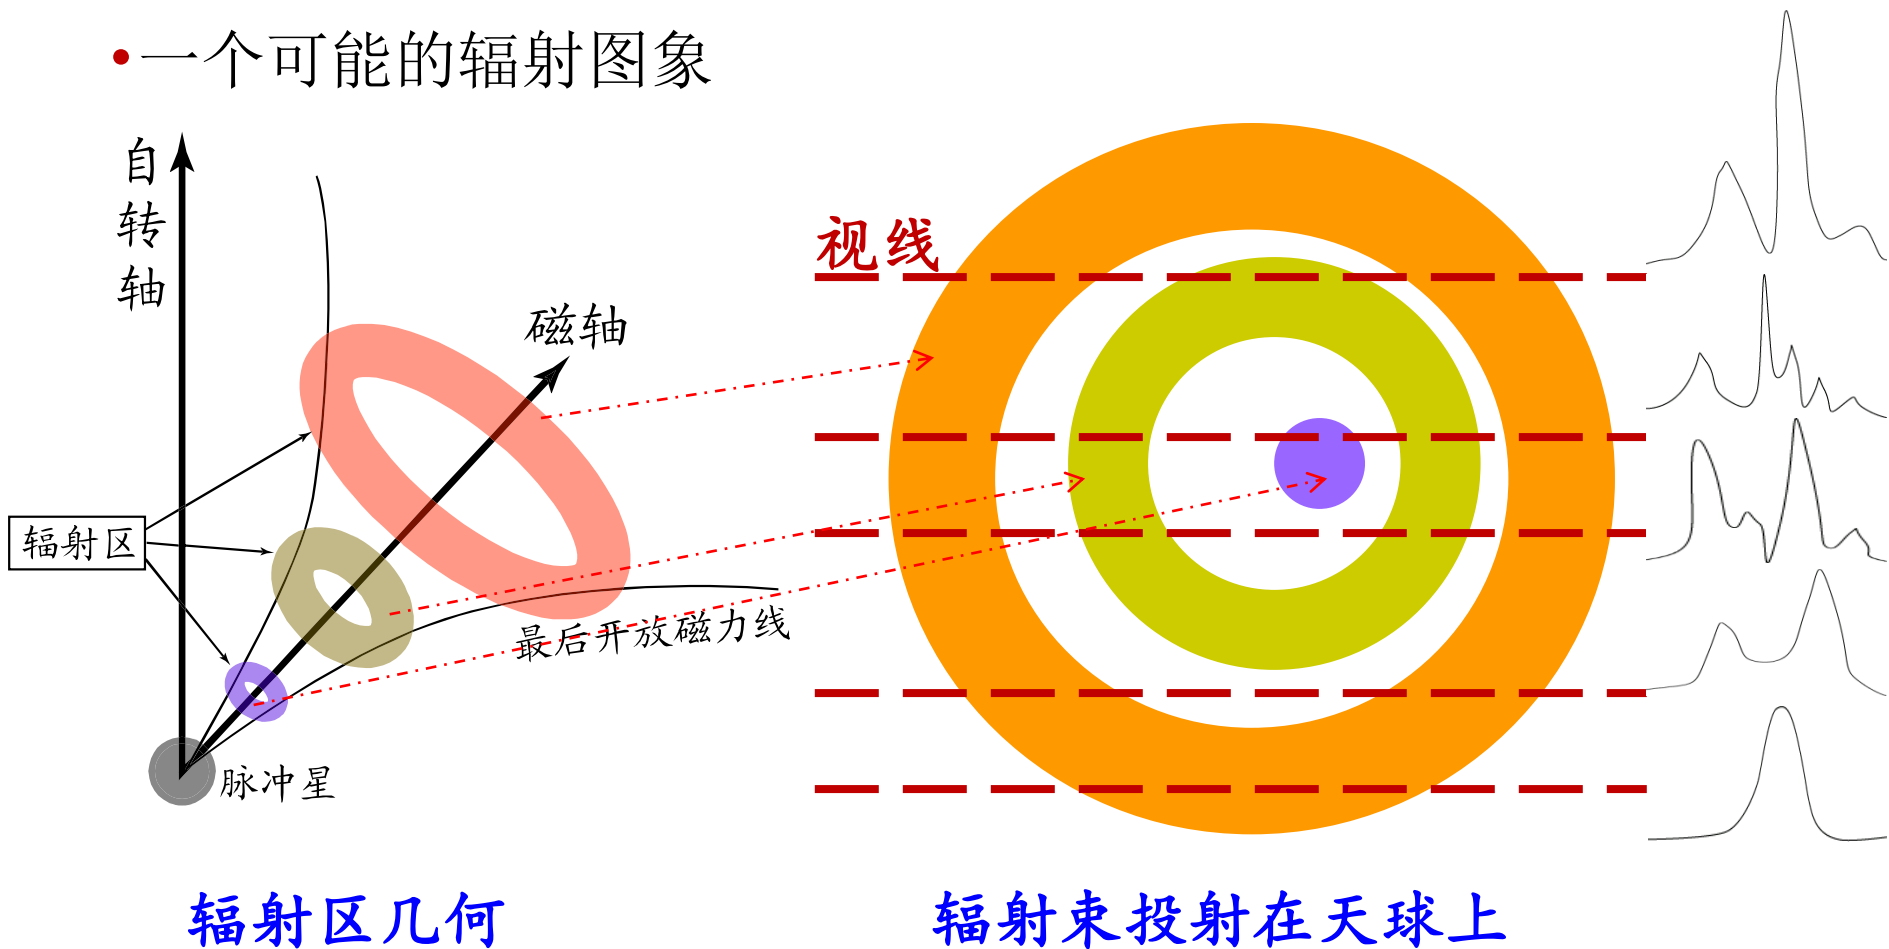 •一个可能的辐射图象
自转轴
磁轴
辐射区
最后开放磁力线
脉冲星
视线
辐射区几何
辐射束投射在天球上